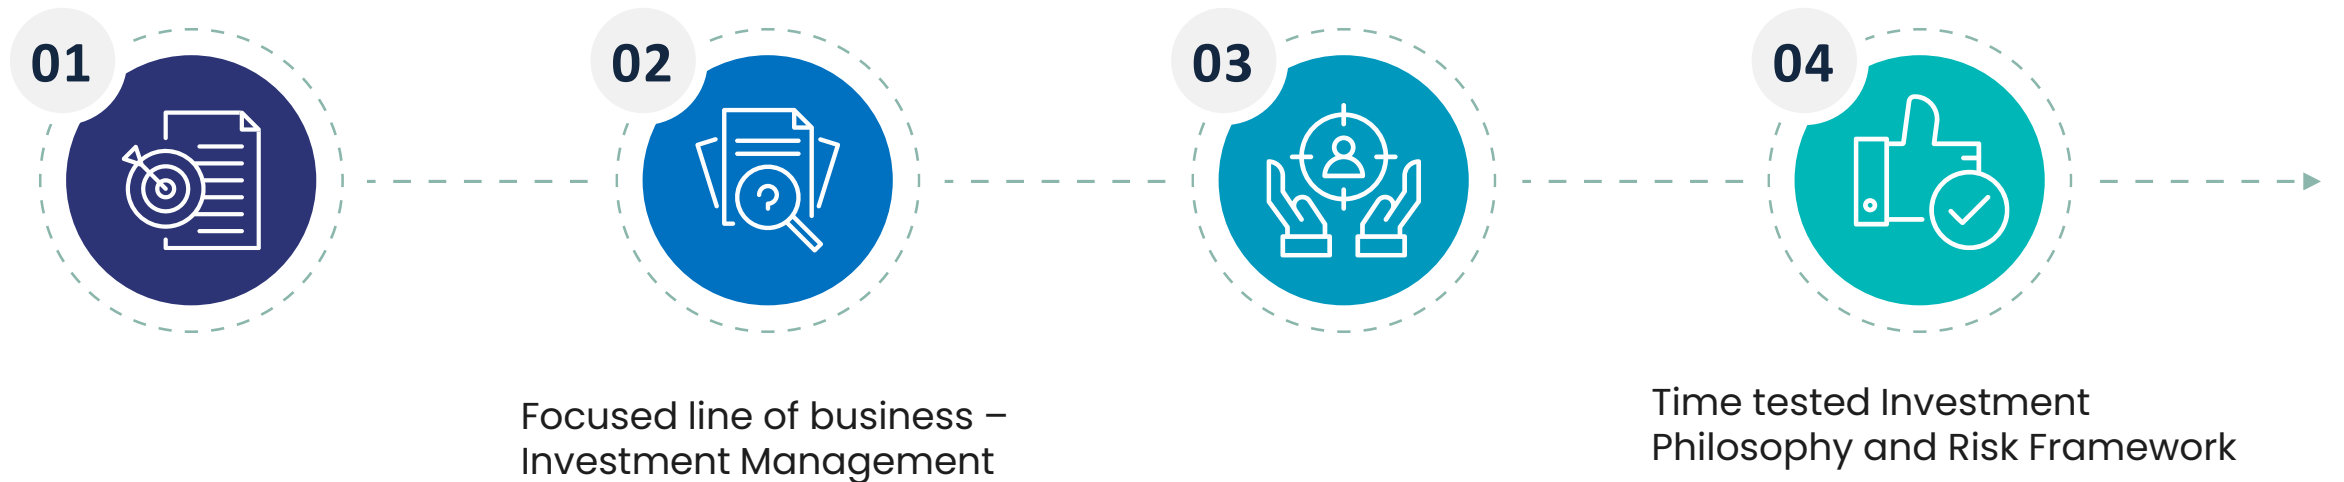 01
02
03
04
?
Focused line of business –
Investment Management
Time tested Investment
Philosophy and Risk Framework